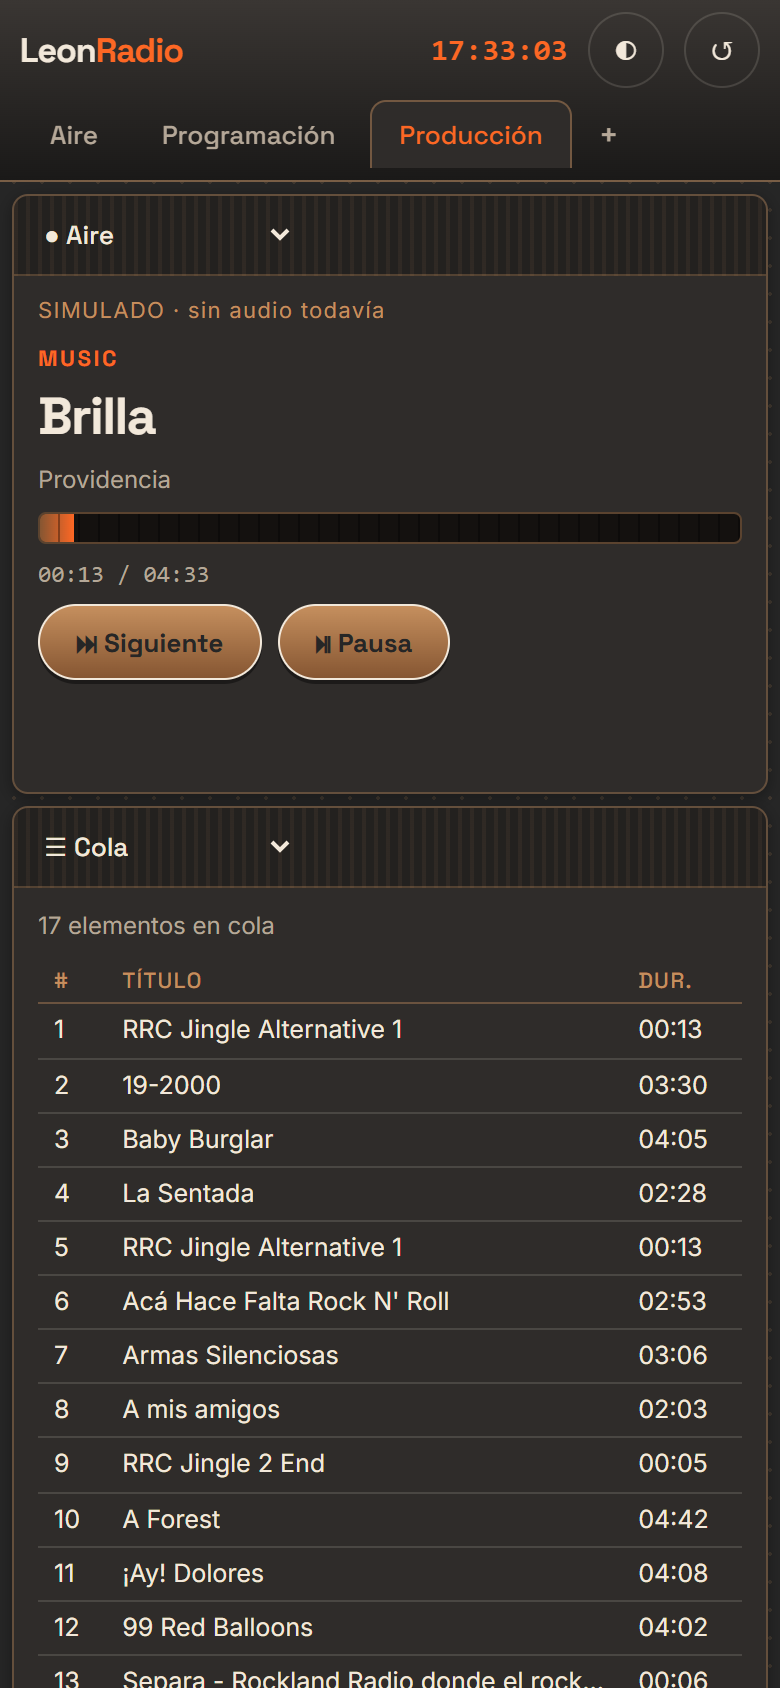 LeonRadio 17:33:03
Aire Programación Producción +
● Aire
SIMULADO · sin audio todavía
MUSIC
Brilla
Providencia
00:13 / 04:33
⏭ Siguiente ⏯ Pausa
☰ Cola
17 elementos en cola
# TÍTULO DUR.
1 RRC Jingle Alternative 1 00:13
2 19-2000 03:30
3 Baby Burglar 04:05
4 La Sentada 02:28
5 RRC Jingle Alternative 1 00:13
6 Acá Hace Falta Rock N' Roll 02:53
7 Armas Silenciosas 03:06
8 A mis amigos 02:03
9 RRC Jingle 2 End 00:05
10 A Forest 04:42
11 ¡Ay! Dolores 04:08
12 99 Red Balloons 04:02
13 Separa - Rockland Radio donde el rock... 00:06